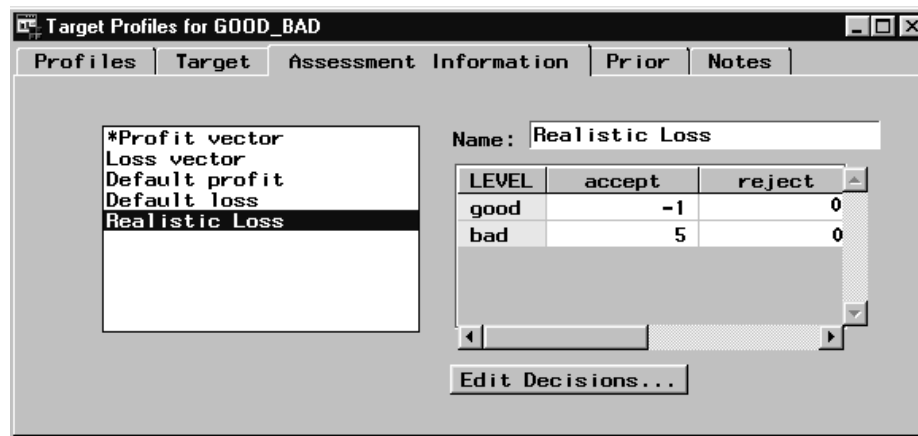 Target Profiles for GOOD_BAD
Profiles Target Assessment Information Prior Notes
*Profit vector
Loss vector
Default profit
Default loss
Realistic Loss
Name: Realistic Loss
LEVEL accept reject
good -1 0
bad 5 0
Edit Decisions...